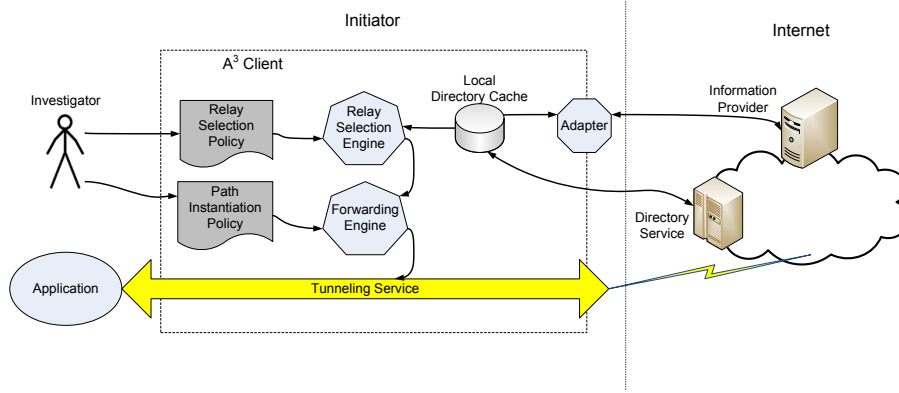 Initiator
Internet
A³ Client
Investigator
Relay
Selection
Policy
Relay
Selection
Engine
Local
Directory Cache
Adapter
Information
Provider
Path
Instantiation
Policy
Forwarding
Engine
Directory
Service
Application
Tunneling Service